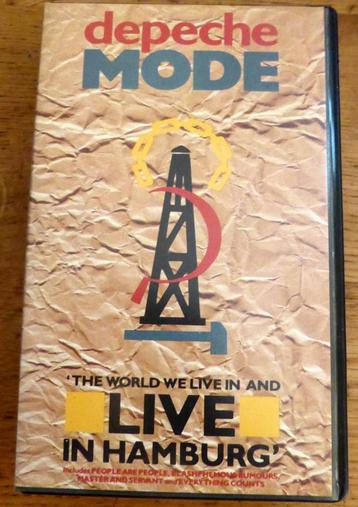 depeche
MODE
'THE WORLD WE LIVE IN AND
LIVE
IN HAMBURG'
Includes PEOPLE ARE PEOPLE, BLASPHEMOUS RUMOURS,
MASTER AND SERVANT and EVERYTHING COUNTS